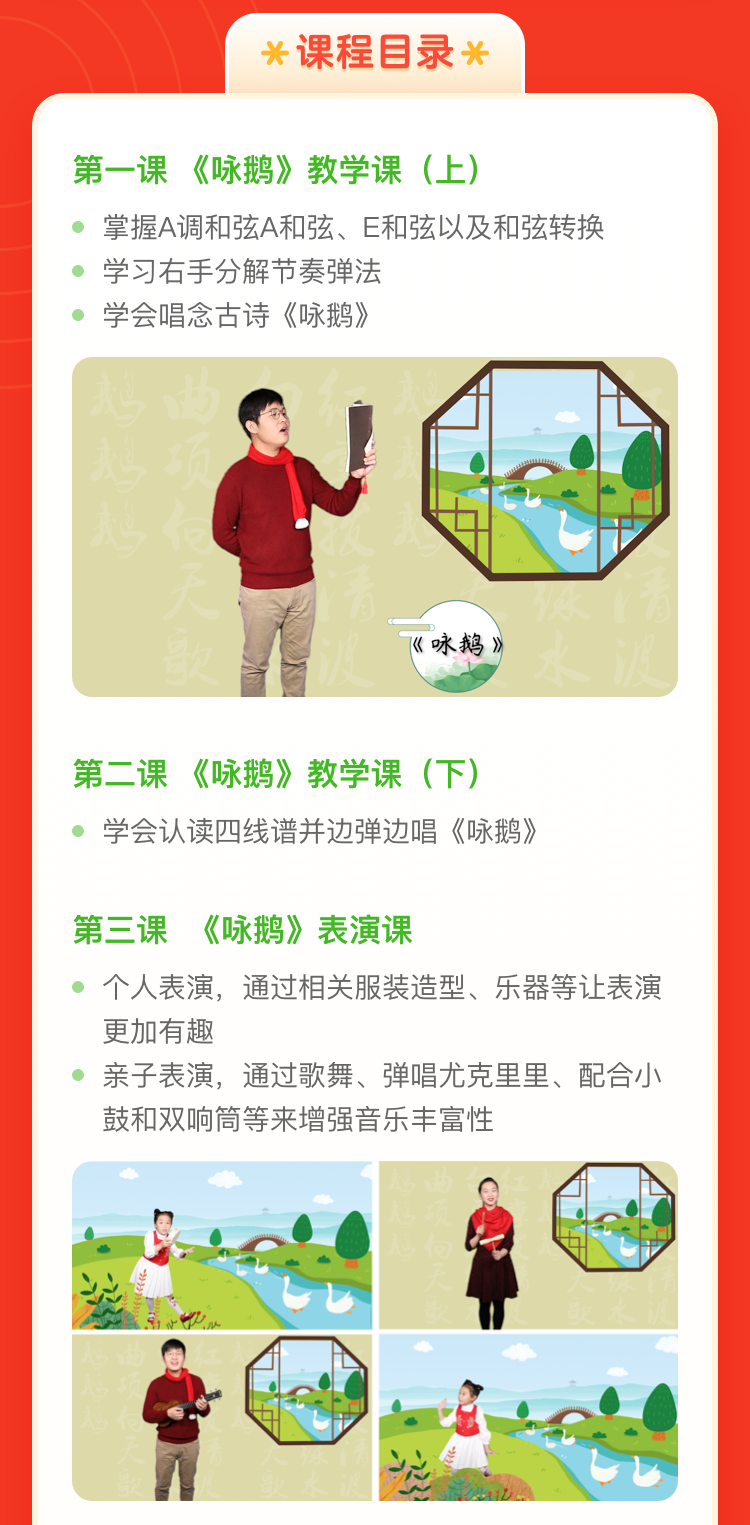 课程目录
第一课 《咏鹅》教学课（上）
掌握A调和弦A和弦、E和弦以及和弦转换
学习右手分解节奏弹法
学会唱念古诗《咏鹅》
《咏鹅》
第二课 《咏鹅》教学课（下）
学会认读四线谱并边弹边唱《咏鹅》
第三课 《咏鹅》表演课
个人表演，通过相关服装造型、乐器等让表演
更加有趣
亲子表演，通过歌舞、弹唱尤克里里、配合小
鼓和双响筒等来增强音乐丰富性